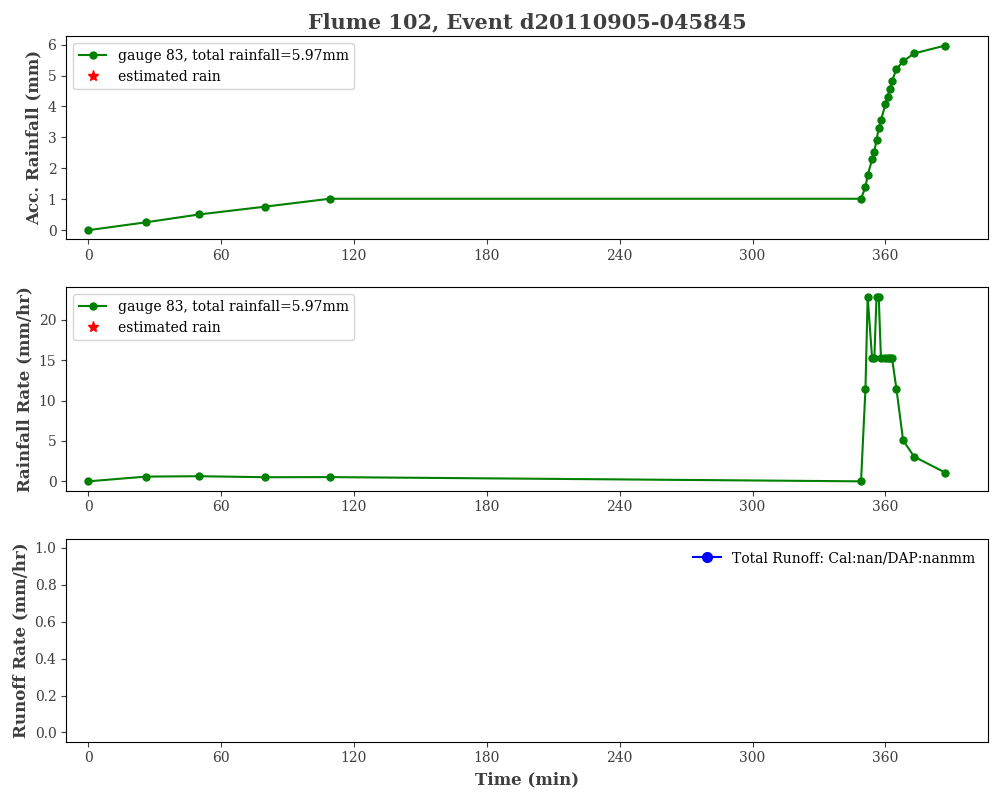 Flume 102, Event d20110905-045845
Acc. Rainfall (mm)
6
5
4
3
2
1
0
gauge 83, total rainfall=5.97mm
estimated rain
0 60 120 180 240 300 360
Rainfall Rate (mm/hr)
20
15
10
5
0
gauge 83, total rainfall=5.97mm
estimated rain
0 60 120 180 240 300 360
Runoff Rate (mm/hr)
1.0
0.8
0.6
0.4
0.2
0.0
Total Runoff: Cal:nan/DAP:nanmm
0 60 120 180 240 300 360
Time (min)